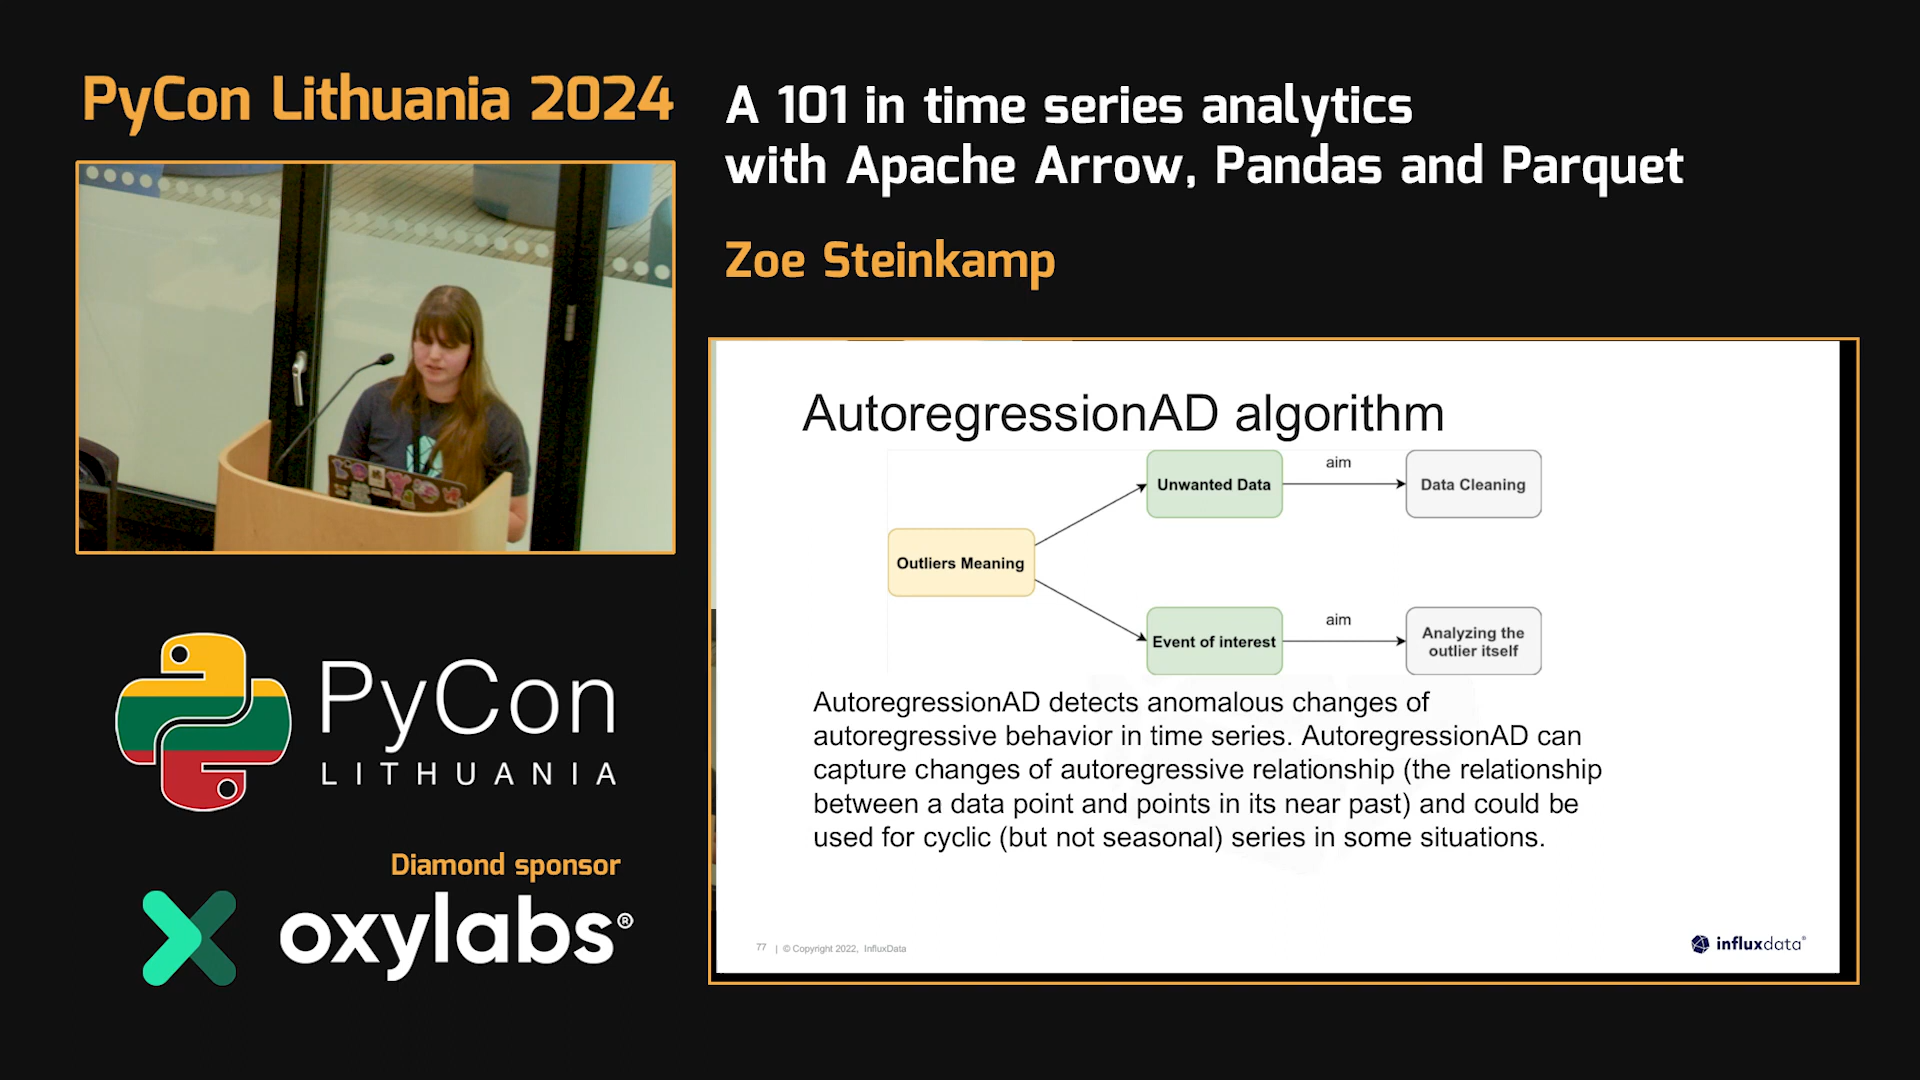 PyCon Lithuania 2024
A 101 in time series analytics
with Apache Arrow, Pandas and Parquet
Zoe Steinkamp
AutoregressionAD algorithm
Outliers Meaning
Unwanted Data
aim
Data Cleaning
Event of interest
aim
Analyzing the
outlier itself
AutoregressionAD detects anomalous changes of
autoregressive behavior in time series. AutoregressionAD can
capture changes of autoregressive relationship (the relationship
between a data point and points in its near past) and could be
used for cyclic (but not seasonal) series in some situations.
77 | © Copyright 2022, InfluxData
influxdata®
PyCon
LITHUANIA
Diamond sponsor
oxylabs®